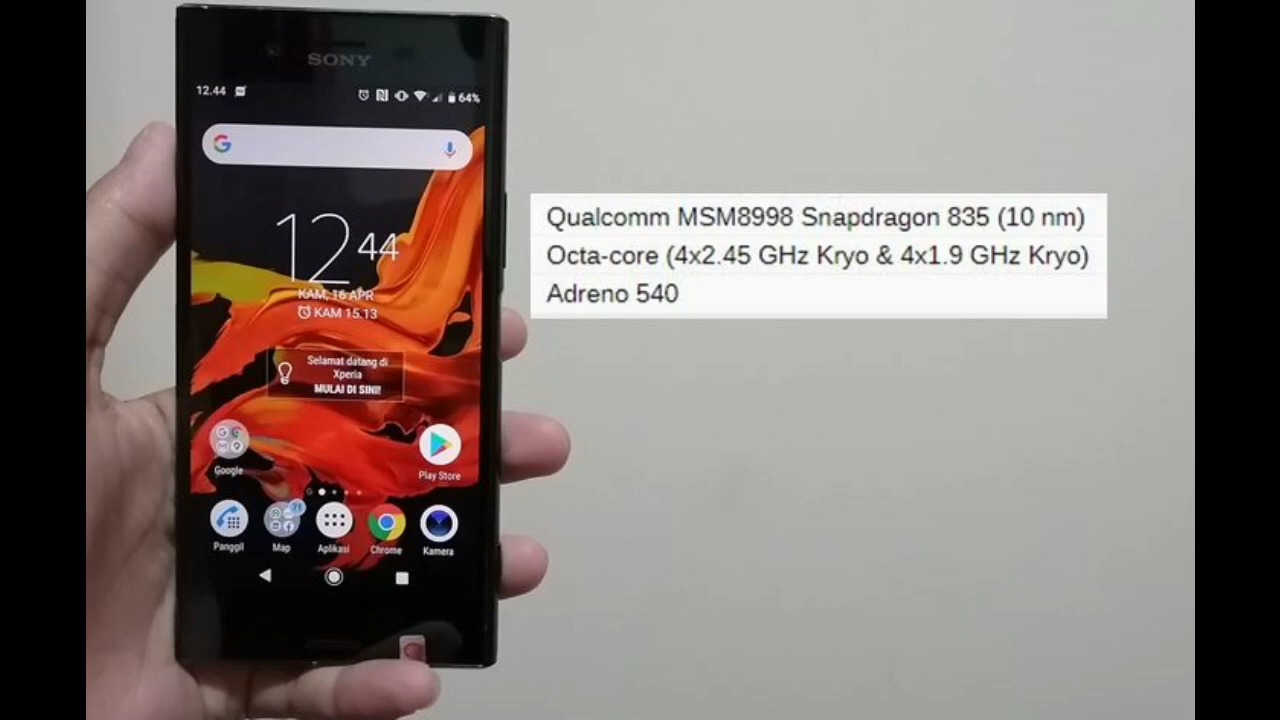 SONY
12.44
64%
12 44
KAM, 16 APR
KAM 15.13
Selamat datang di
Xperia
MULAI DI SINI!
Google
Play Store
71
Panggil
Map
Aplikasi
Chrome
Kamera
Qualcomm MSM8998 Snapdragon 835 (10 nm)
Octa-core (4x2.45 GHz Kryo & 4x1.9 GHz Kryo)
Adreno 540